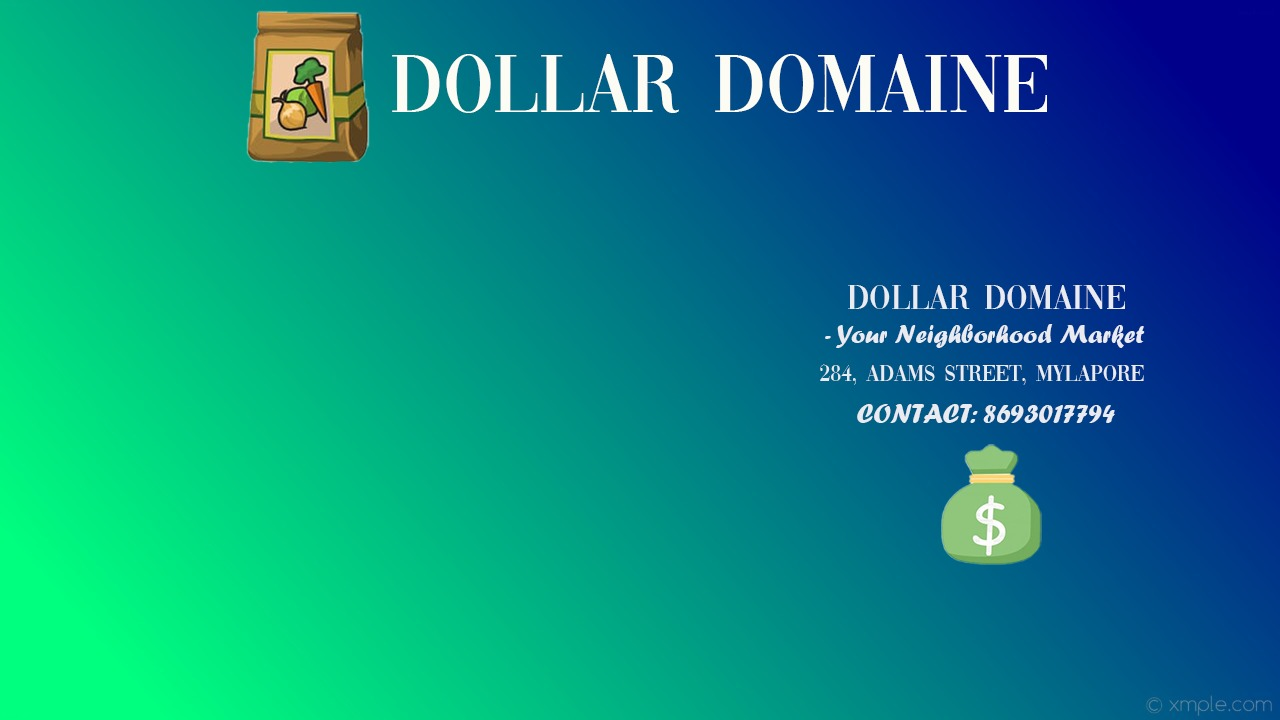 DOLLAR DOMAINE
DOLLAR DOMAINE
- Your Neighborhood Market
284, ADAMS STREET, MYLAPORE
CONTACT: 8693017794
$
© xmple.com